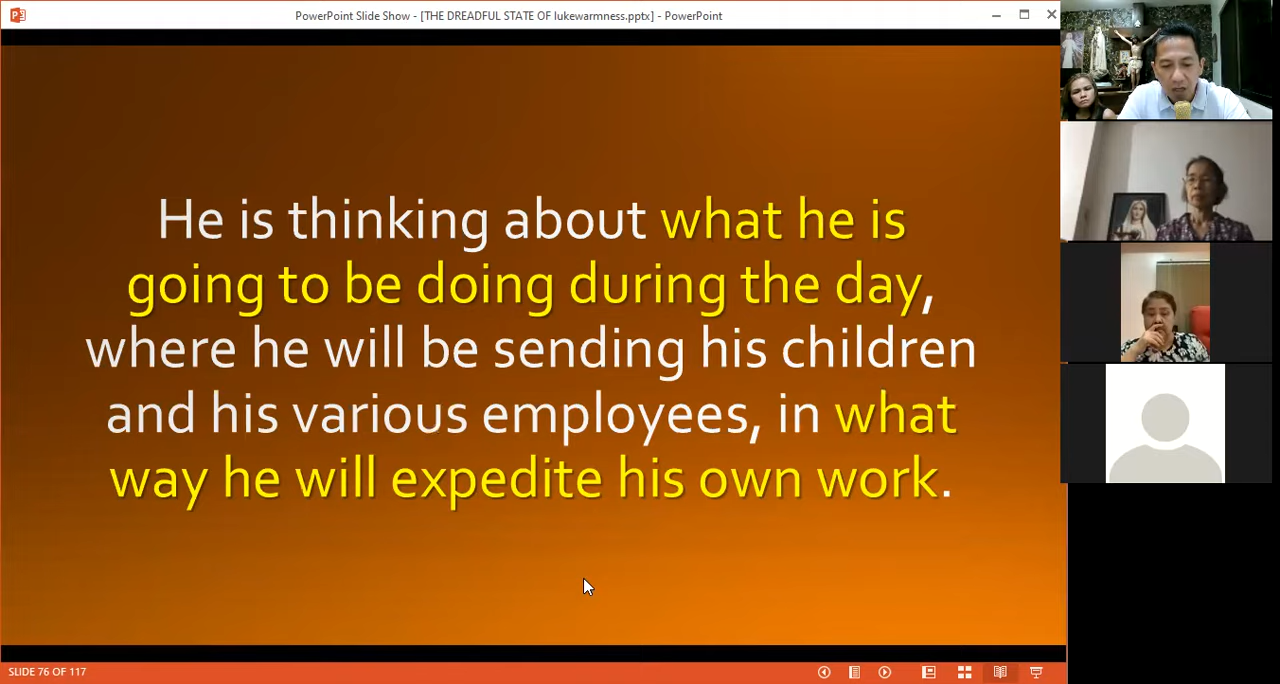 PowerPoint Slide Show - [THE DREADFUL STATE OF lukewarmness.pptx] - PowerPoint
He is thinking about what he is
going to be doing during the day,
where he will be sending his children
and his various employees, in what
way he will expedite his own work.
SLIDE 76 OF 117